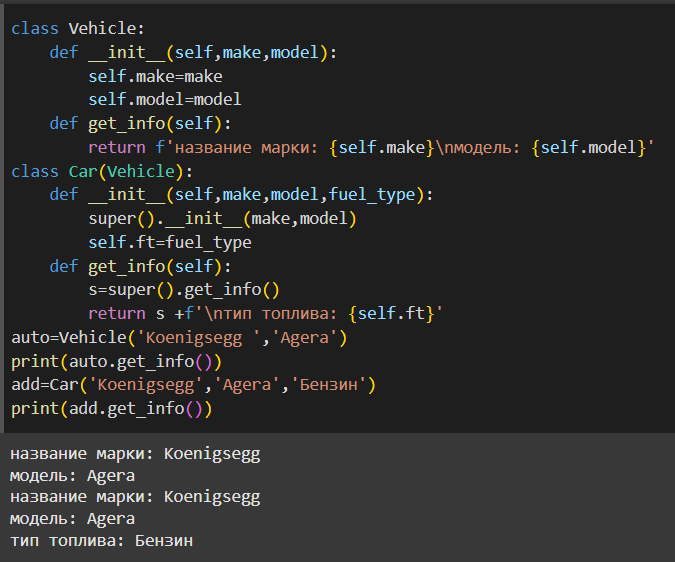 class Vehicle:
    def __init__(self,make,model):
        self.make=make
        self.model=model
    def get_info(self):
        return f'название марки: {self.make}\nмодель: {self.model}'
class Car(Vehicle):
    def __init__(self,make,model,fuel_type):
        super().__init__(make,model)
        self.ft=fuel_type
    def get_info(self):
        s=super().get_info()
        return s +f'\nтип топлива: {self.ft}'
auto=Vehicle('Koenigsegg ','Agera')
print(auto.get_info())
add=Car('Koenigsegg','Agera','Бензин')
print(add.get_info())
название марки: Koenigsegg
модель: Agera
название марки: Koenigsegg
модель: Agera
тип топлива: Бензин